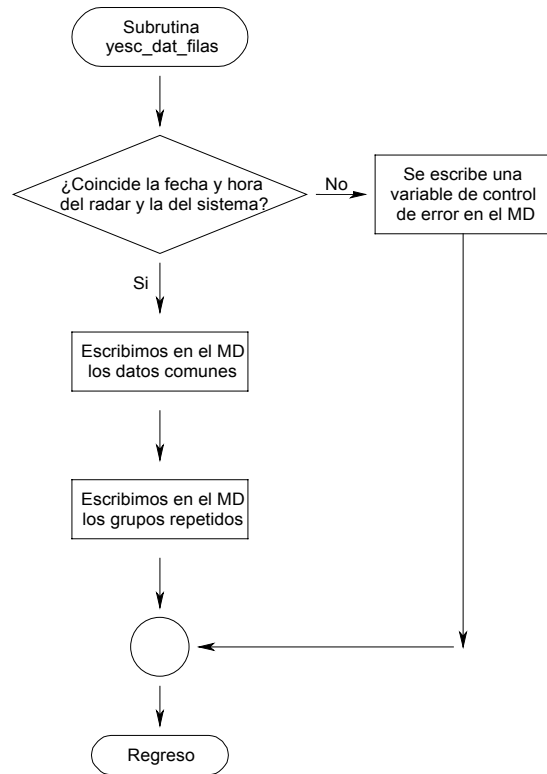 Subrutina
yesc_dat_filas
¿Coincide la fecha y hora
del radar y la del sistema?
No
Se escribe una
variable de control
de error en el MD
Si
Escribimos en el MD
los datos comunes
Escribimos en el MD
los grupos repetidos
Regreso